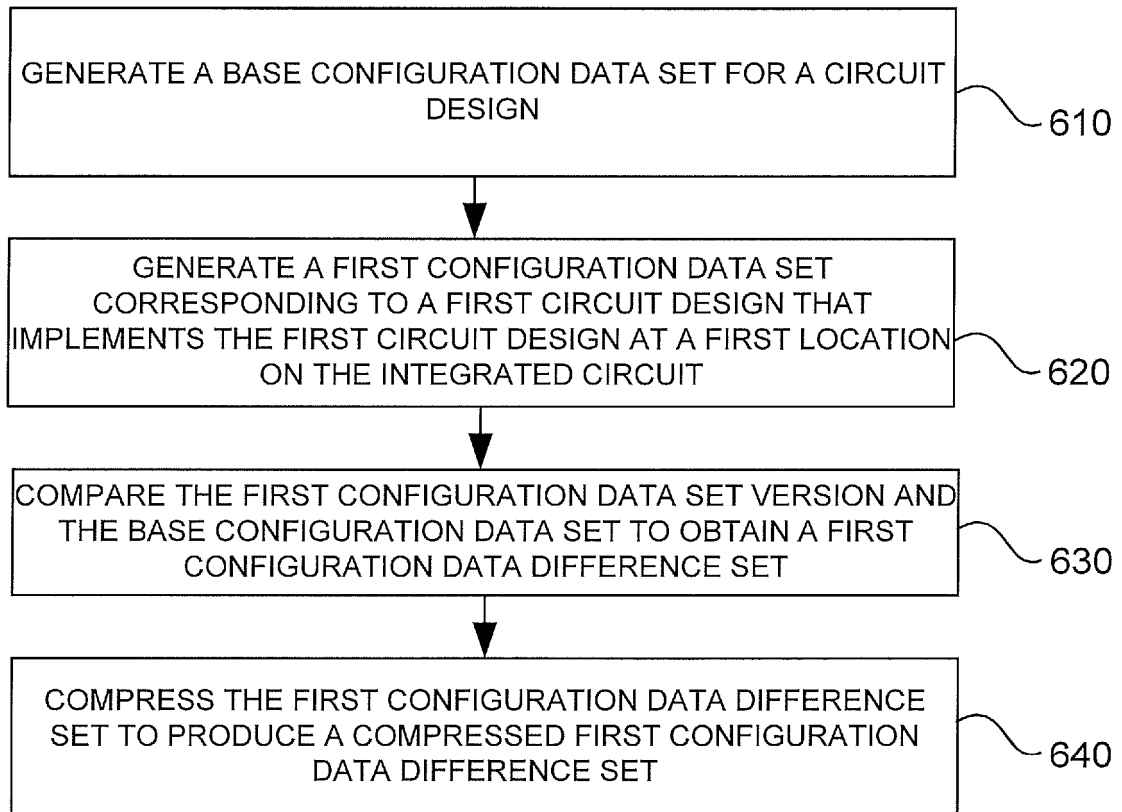 GENERATE A BASE CONFIGURATION DATA SET FOR A CIRCUIT
DESIGN
610
GENERATE A FIRST CONFIGURATION DATA SET
CORRESPONDING TO A FIRST CIRCUIT DESIGN THAT
IMPLEMENTS THE FIRST CIRCUIT DESIGN AT A FIRST LOCATION
ON THE INTEGRATED CIRCUIT
620
COMPARE THE FIRST CONFIGURATION DATA SET VERSION AND
THE BASE CONFIGURATION DATA SET TO OBTAIN A FIRST
CONFIGURATION DATA DIFFERENCE SET
630
COMPRESS THE FIRST CONFIGURATION DATA DIFFERENCE
SET TO PRODUCE A COMPRESSED FIRST CONFIGURATION
DATA DIFFERENCE SET
640